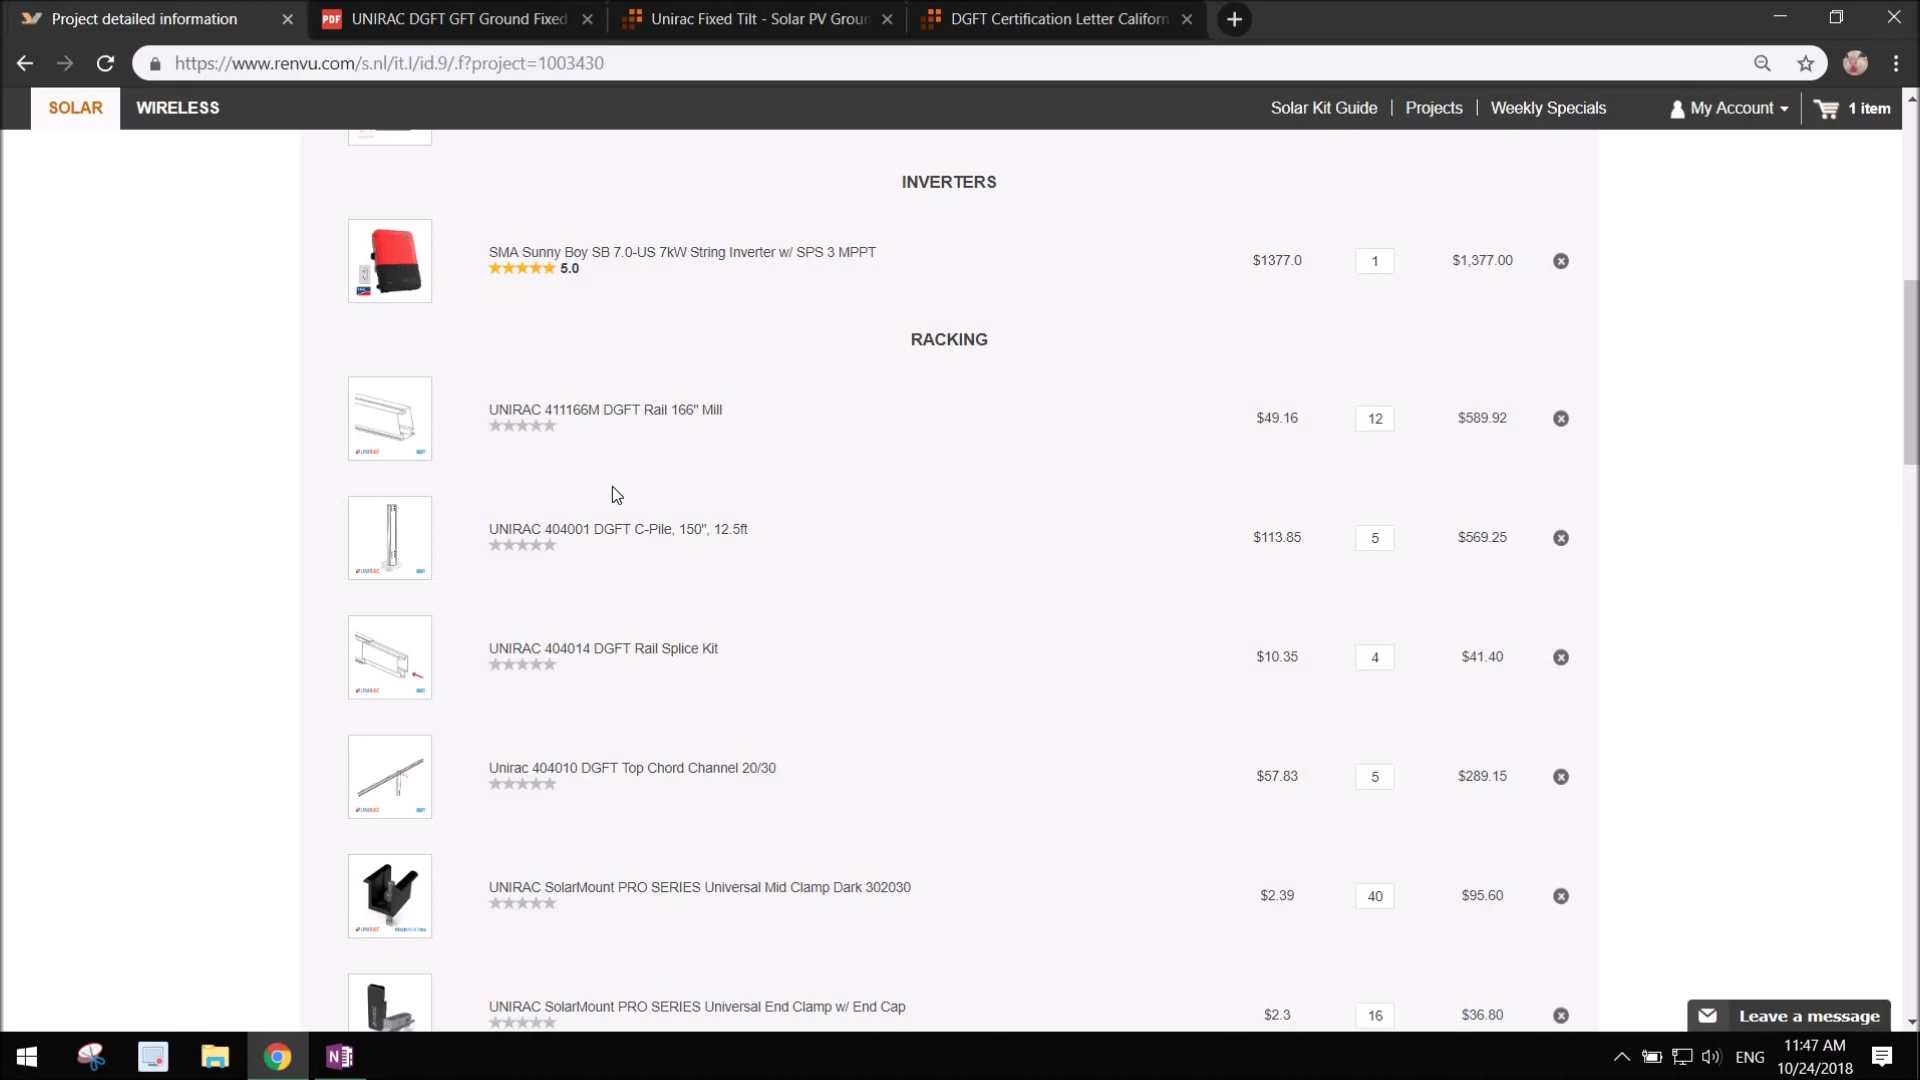 Project detailed information
UNIRAC DGFT GFT Ground Fixed
Unirac Fixed Tilt - Solar PV Groun
DGFT Certification Letter Californ
https://www.renvu.com/s.nl/it.I/id.9/.f?project=1003430
SOLAR WIRELESS Solar Kit Guide | Projects | Weekly Specials My Account 1 item
INVERTERS
SMA Sunny Boy SB 7.0-US 7kW String Inverter w/ SPS 3 MPPT $1377.0 1 $1,377.00
5.0
RACKING
UNIRAC 411166M DGFT Rail 166" Mill $49.16 12 $589.92
UNIRAC 404001 DGFT C-Pile, 150", 12.5ft $113.85 5 $569.25
UNIRAC 404014 DGFT Rail Splice Kit $10.35 4 $41.40
Unirac 404010 DGFT Top Chord Channel 20/30 $57.83 5 $289.15
UNIRAC SolarMount PRO SERIES Universal Mid Clamp Dark 302030 $2.39 40 $95.60
UNIRAC SolarMount PRO SERIES Universal End Clamp w/ End Cap $2.3 16 $36.80
Leave a message
ENG
11:47 AM
10/24/2018